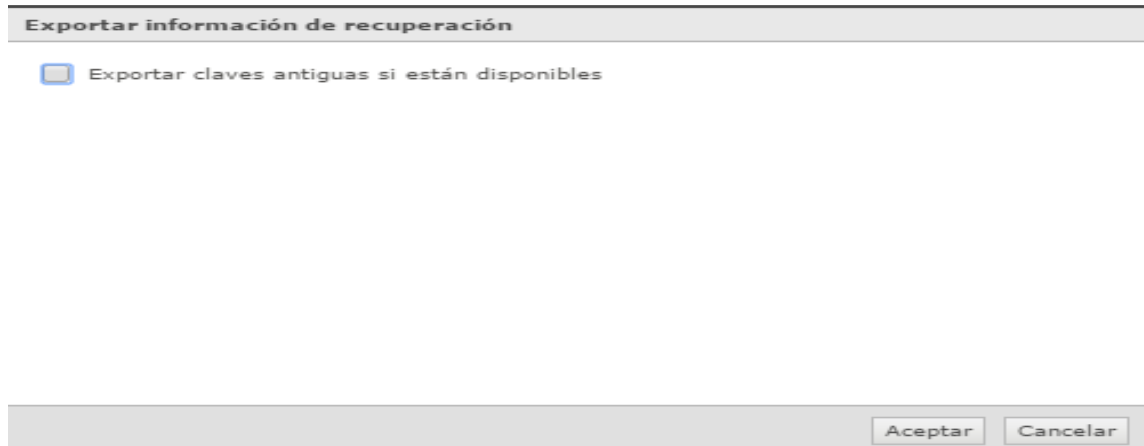 Exportar información de recuperación
Exportar claves antiguas si están disponibles
Aceptar Cancelar